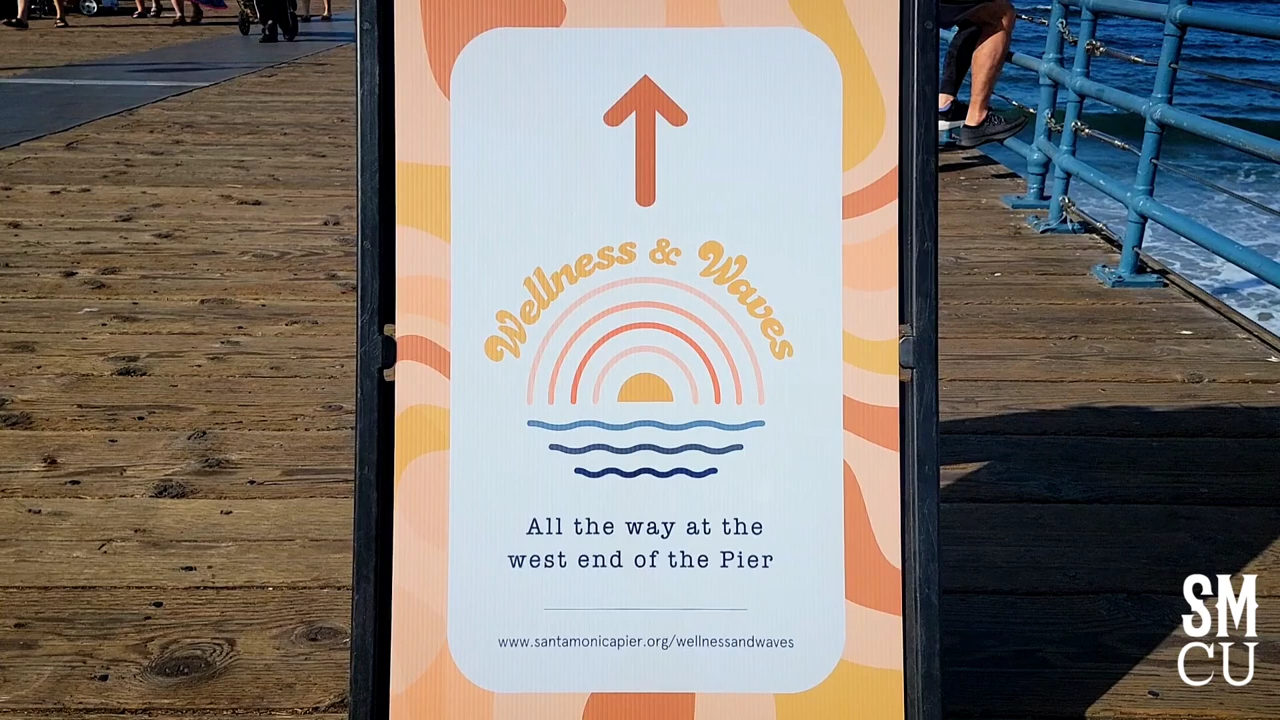 Wellness & Waves
All the way at the
west end of the Pier
www.santamonicapier.org/wellnessandwaves
SM
CU